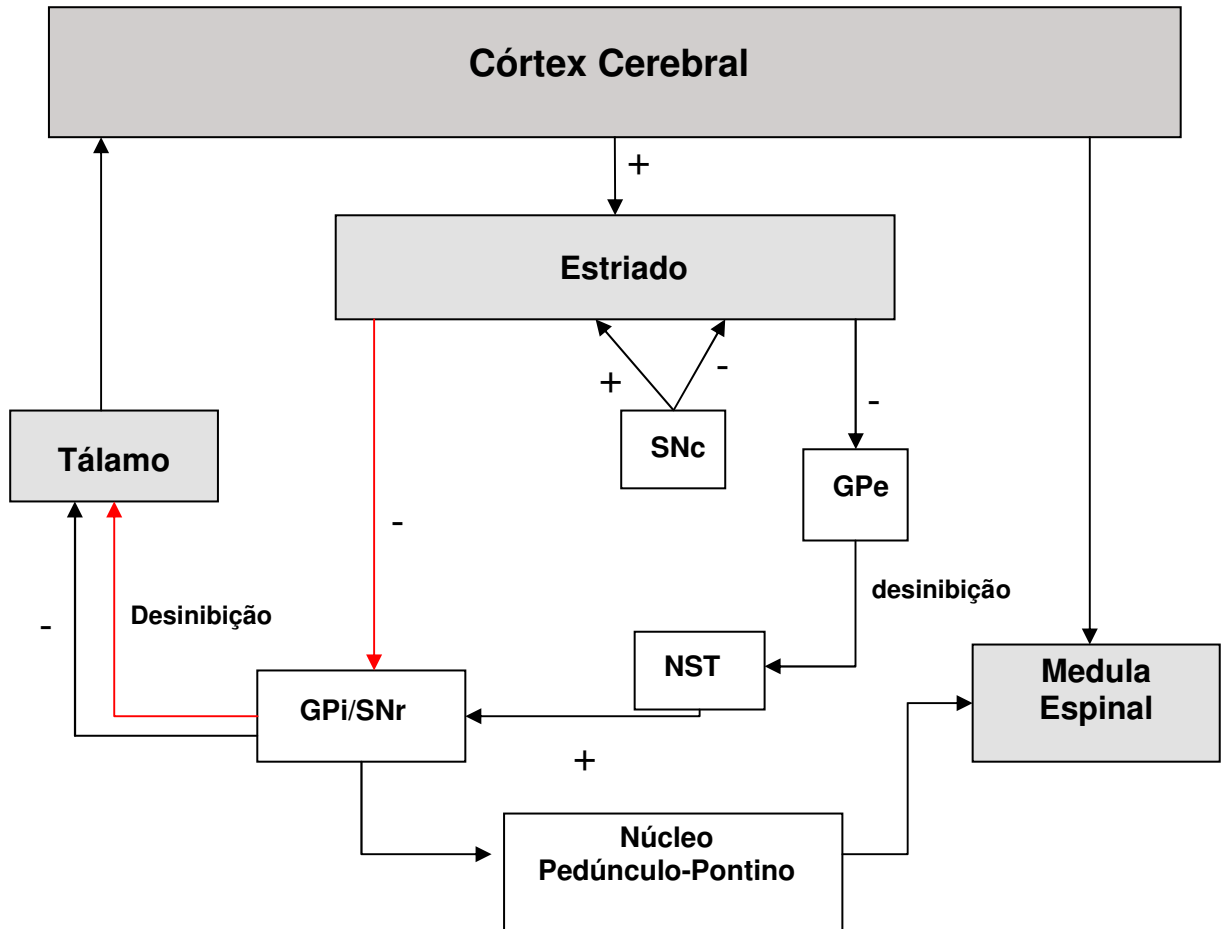 Córtex Cerebral
+
Estriado
+
-
-
SNc
Tálamo
GPe
-
desinibição
Desinibição
-
NST
Medula
Espinal
GPi/SNr
+
Núcleo
Pedúnculo-Pontino